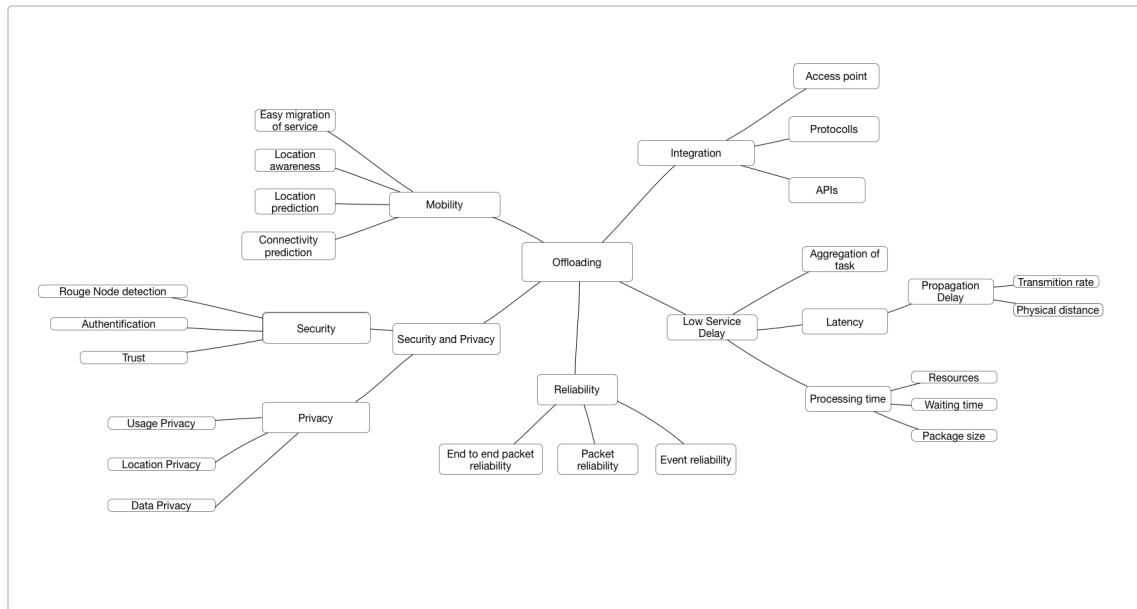 Access point
Easy migration
of service
Protocolls
Integration
Location
awareness
APIs
Location
prediction
Mobility
Connectivity
prediction
Offloading
Aggregation of
task
Rouge Node detection
Propagation
Delay
Transmition rate
Physical distance
Authentification
Security
Security and Privacy
Low Service
Delay
Latency
Trust
Reliability
Processing time
Resources
Waiting time
Package size
Usage Privacy
Privacy
Location Privacy
Data Privacy
End to end packet
reliability
Packet
reliability
Event reliability